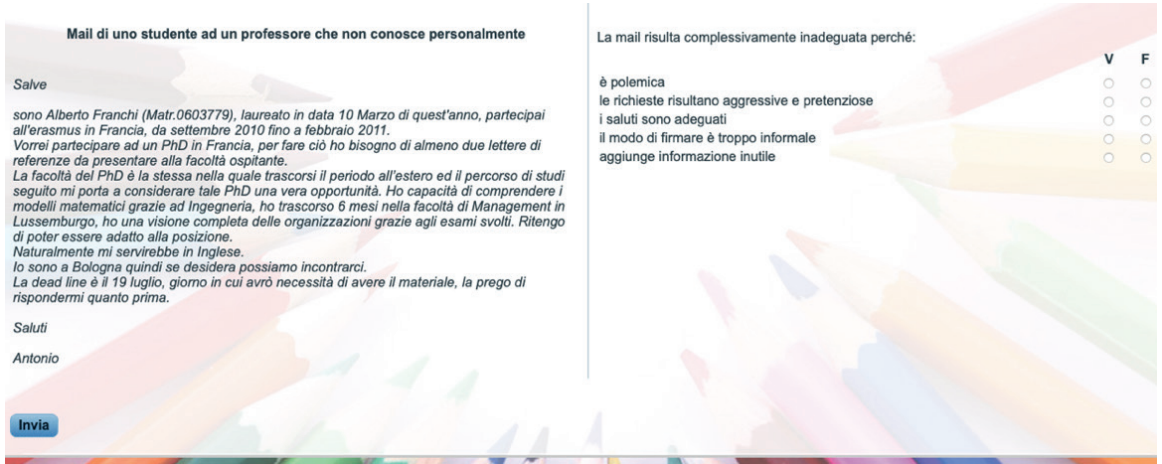 Mail di uno studente ad un professore che non conosce personalmente
Salve
sono Alberto Franchi (Matr.0603779), laureato in data 10 Marzo di quest'anno, partecipai
all'erasmus in Francia, da settembre 2010 fino a febbraio 2011.
Vorrei partecipare ad un PhD in Francia, per fare ciò ho bisogno di almeno due lettere di
referenze da presentare alla facoltà ospitante.
La facoltà del PhD è la stessa nella quale trascorsi il periodo all'estero ed il percorso di studi
seguito mi porta a considerare tale PhD una vera opportunità. Ho capacità di comprendere i
modelli matematici grazie ad Ingegneria, ho trascorso 6 mesi nella facoltà di Management in
Lussemburgo, ho una visione completa delle organizzazioni grazie agli esami svolti. Ritengo
di poter essere adatto alla posizione.
Naturalmente mi servirebbe in Inglese.
Io sono a Bologna quindi se desidera possiamo incontrarci.
La dead line è il 19 luglio, giorno in cui avrò necessità di avere il materiale, la prego di
rispondermi quanto prima.
Saluti
Antonio
Invia
La mail risulta complessivamente inadeguata perché:
V F
è polemica
le richieste risultano aggressive e pretenziose
i saluti sono adeguati
il modo di firmare è troppo informale
aggiunge informazione inutile